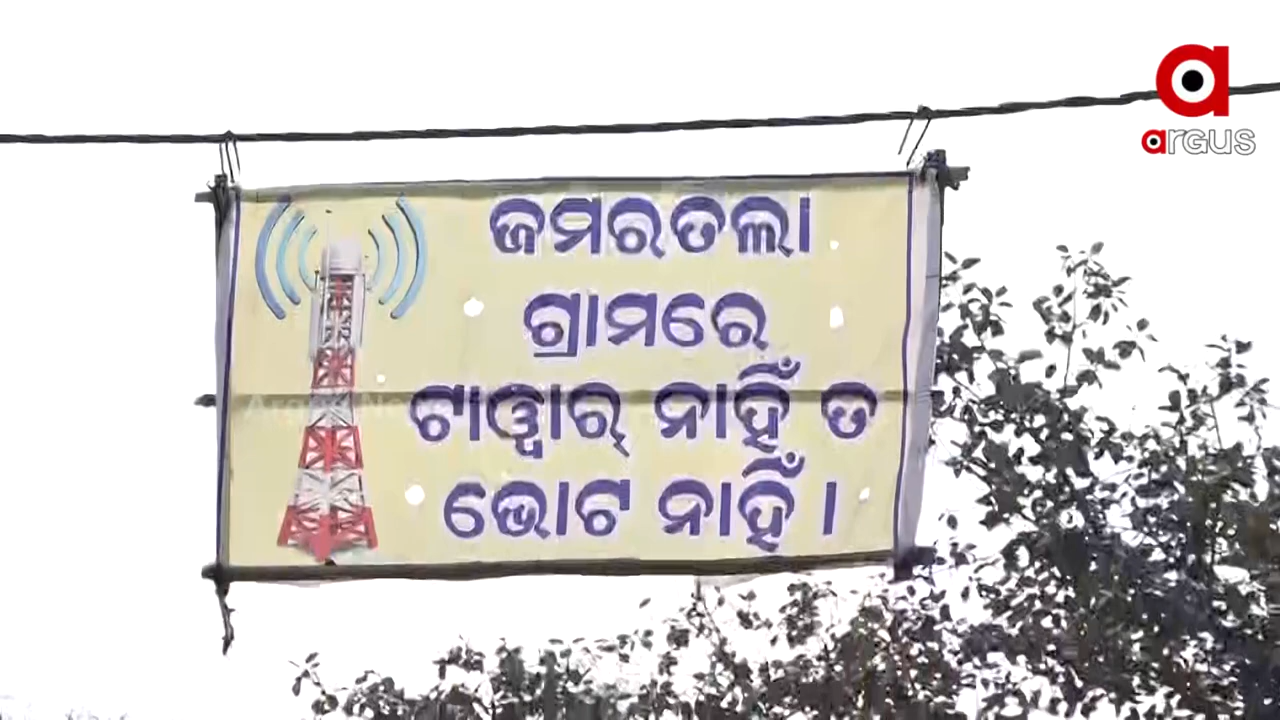 argus
ଜମରତଲା
ଗ୍ରାମରେ
ଟାୱାର୍ ନାହିଁ ତ
ଭୋଟ ନାହିଁ ।